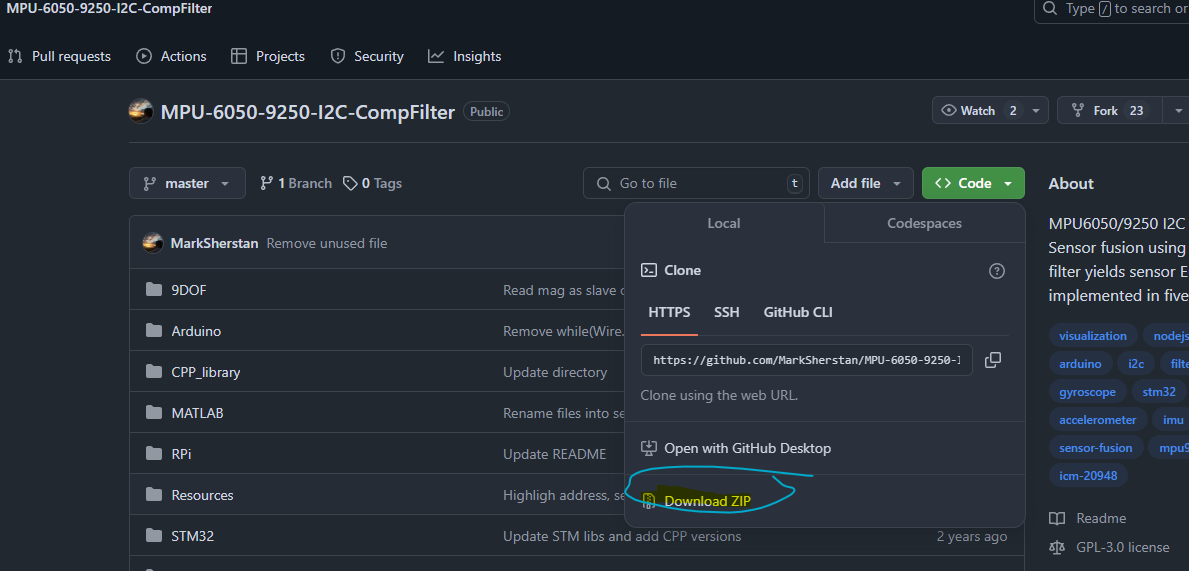 MPU-6050-9250-I2C-CompFilter
Type / to search or
Pull requests Actions Projects Security Insights
MPU-6050-9250-I2C-CompFilter Public
Watch 2 Fork 23
master 1 Branch 0 Tags Go to file t Add file <> Code
About
MarkSherstan Remove unused file
Local Codespaces
MPU6050/9250 I2C
Sensor fusion using
filter yields sensor E
implemented in five
Clone
9DOF Read mag as slave
HTTPS SSH GitHub CLI
Arduino Remove while(Wire.
visualization nodejs
https://github.com/MarkSherstan/MPU-6050-9250-I
arduino i2c filte
CPP_library Update directory
Clone using the web URL.
gyroscope stm32
MATLAB Rename files into se
accelerometer imu
Open with GitHub Desktop
sensor-fusion mpu9
RPi Update README
icm-20948
Resources Highligh address, se
Download ZIP
Readme
STM32 Update STM libs and add CPP versions 2 years ago
GPL-3.0 license